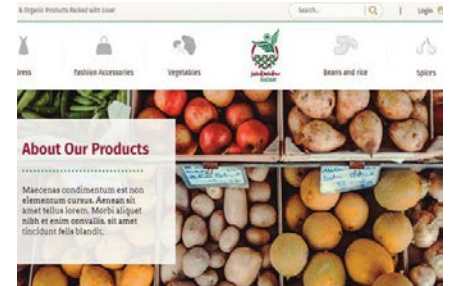 & Organic Products Packed with Love!
Search...
|
Login
Dress
Fashion Accessories
Vegetables
Bazaar
Beans and rice
Spices
About Our Products
Maecenas condimentum est non
elementum cursus. Aenean sit
amet tellus lorem. Morbi aliquet
nibh et enim convallis, sit amet
tincidunt felis blandit.